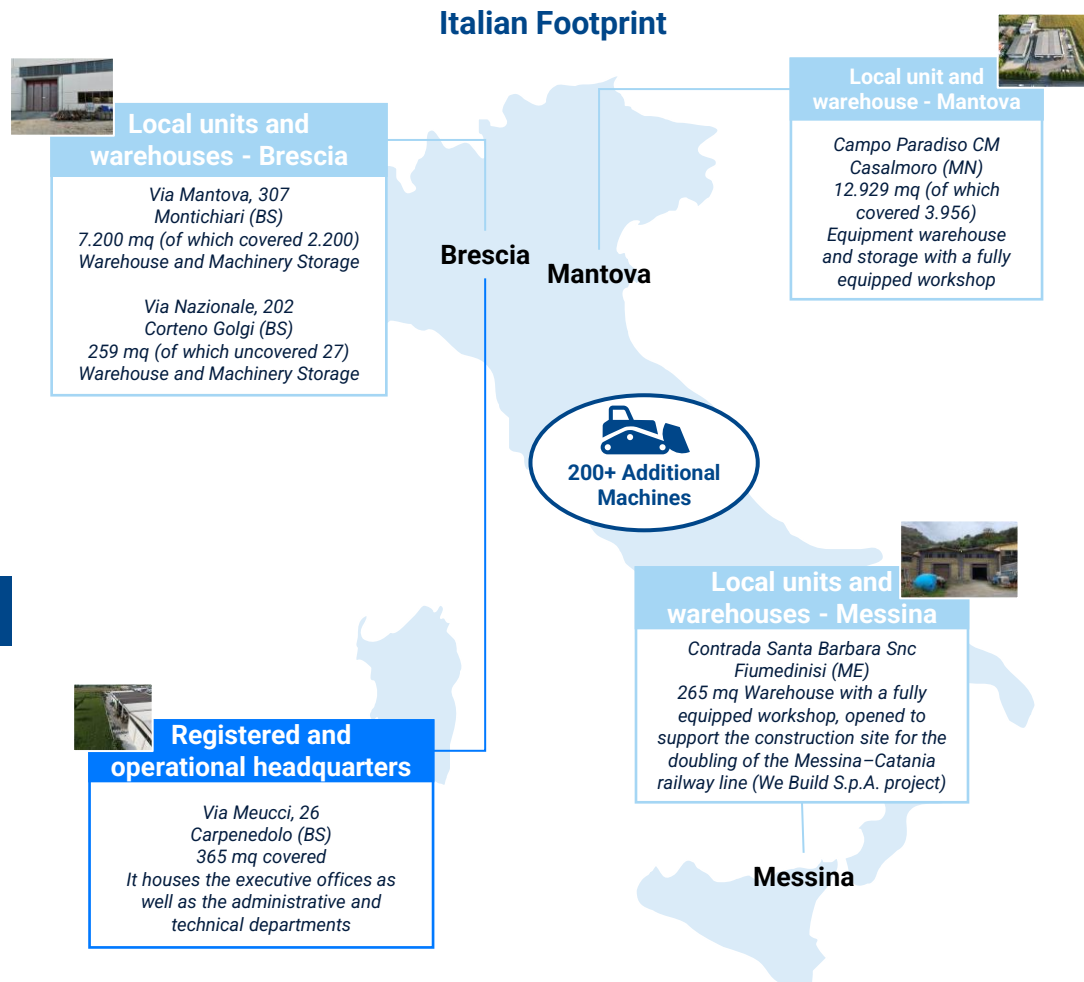 Italian Footprint
Local units and
warehouses - Brescia
Via Mantova, 307
Montichiari (BS)
7.200 mq (of which covered 2.200)
Warehouse and Machinery Storage
Via Nazionale, 202
Corteno Golgi (BS)
259 mq (of which uncovered 27)
Warehouse and Machinery Storage
Local unit and
warehouse - Mantova
Campo Paradiso CM
Casalmoro (MN)
12.929 mq (of which
covered 3.956)
Equipment warehouse
and storage with a fully
equipped workshop
Brescia
Mantova
200+ Additional
Machines
Local units and
warehouses - Messina
Contrada Santa Barbara Snc
Fiumedinisi (ME)
265 mq Warehouse with a fully
equipped workshop, opened to
support the construction site for the
doubling of the Messina–Catania
railway line (We Build S.p.A. project)
Registered and
operational headquarters
Via Meucci, 26
Carpenedolo (BS)
365 mq covered
It houses the executive offices as
well as the administrative and
technical departments
Messina